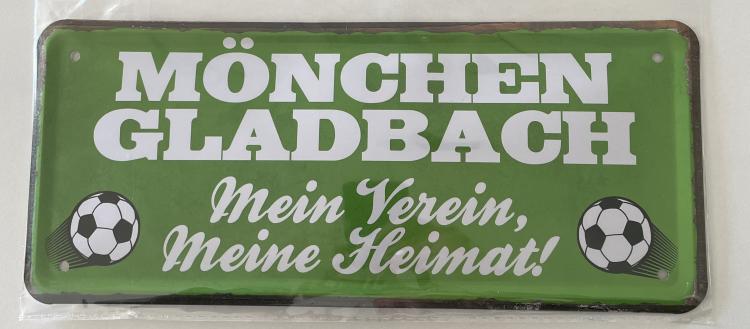 MÖNCHEN
GLADBACH
Mein Verein,
Meine Heimat!